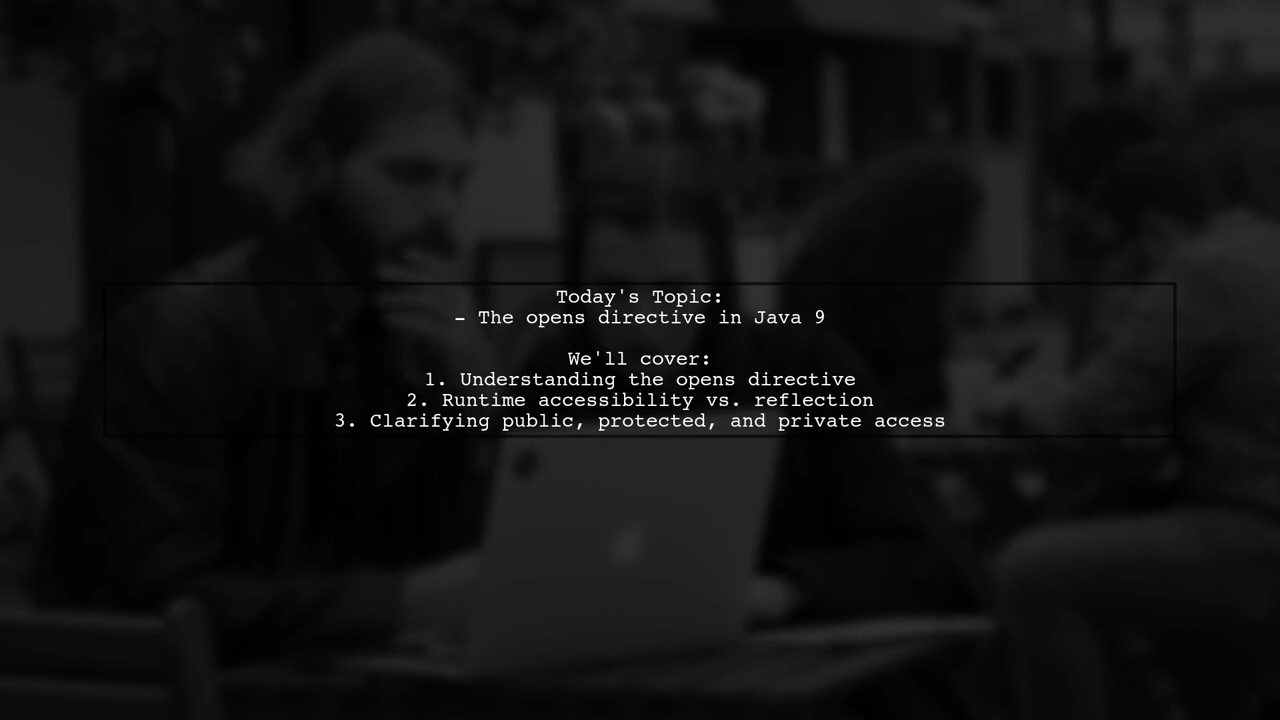 Today's Topic:
- The opens directive in Java 9
We'll cover:
1. Understanding the opens directive
2. Runtime accessibility vs. reflection
3. Clarifying public, protected, and private access